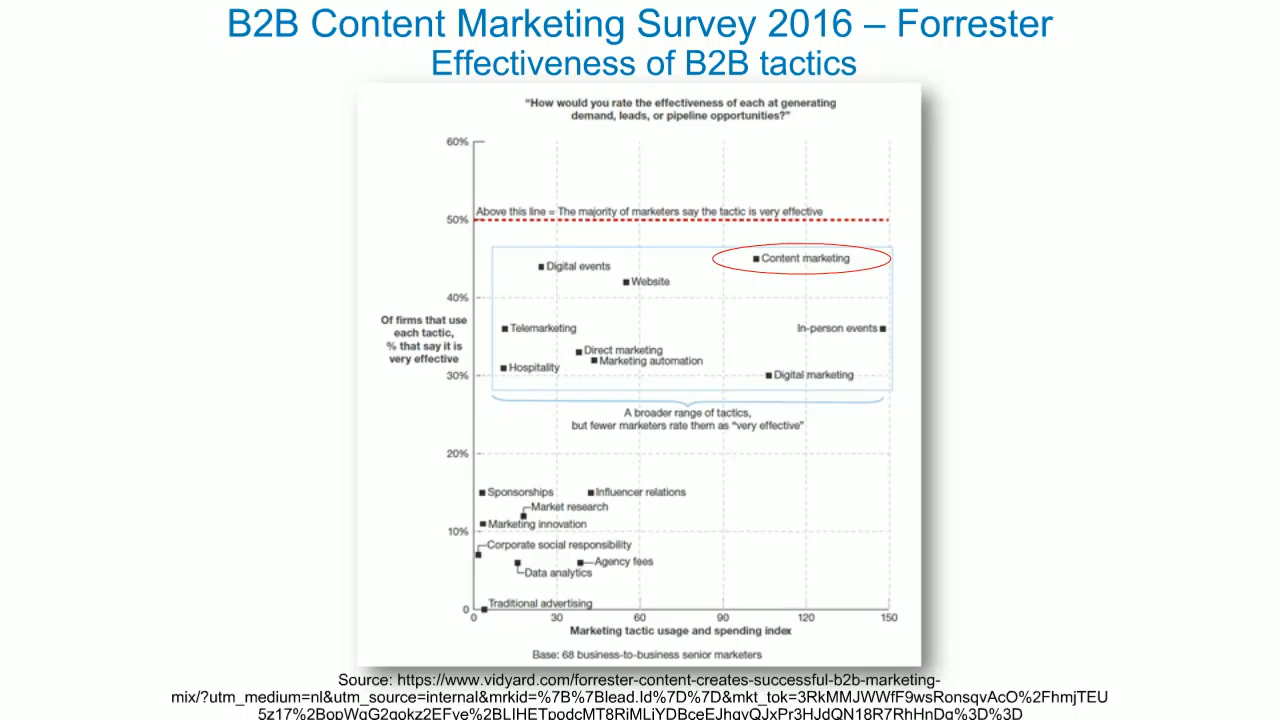 B2B Content Marketing Survey 2016 – Forrester
Effectiveness of B2B tactics
“How would you rate the effectiveness of each at generating
demand, leads, or pipeline opportunities?”
60%
Above this line = The majority of marketers say the tactic is very effective
50%
Content marketing
Digital events
Website
40%
Of firms that use
each tactic,
% that say it is
very effective
Telemarketing
In-person events
Direct marketing
Marketing automation
Hospitality
30%
Digital marketing
A broader range of tactics,
but fewer marketers rate them as “very effective”
20%
Sponsorships
Influencer relations
Market research
Marketing innovation
10%
Corporate social responsibility
Agency fees
Data analytics
Traditional advertising
0
0 30 60 90 120 150
Marketing tactic usage and spending index
Base: 68 business-to-business senior marketers
Source: https://www.vidyard.com/forrester-content-creates-successful-b2b-marketing-
mix/?utm_medium=nl&utm_source=internal&mrkid=%7B%7Blead.Id%7D%7D&mkt_tok=3RkMMJWWfF9wsRonsqvAcO%2FhmjTEU